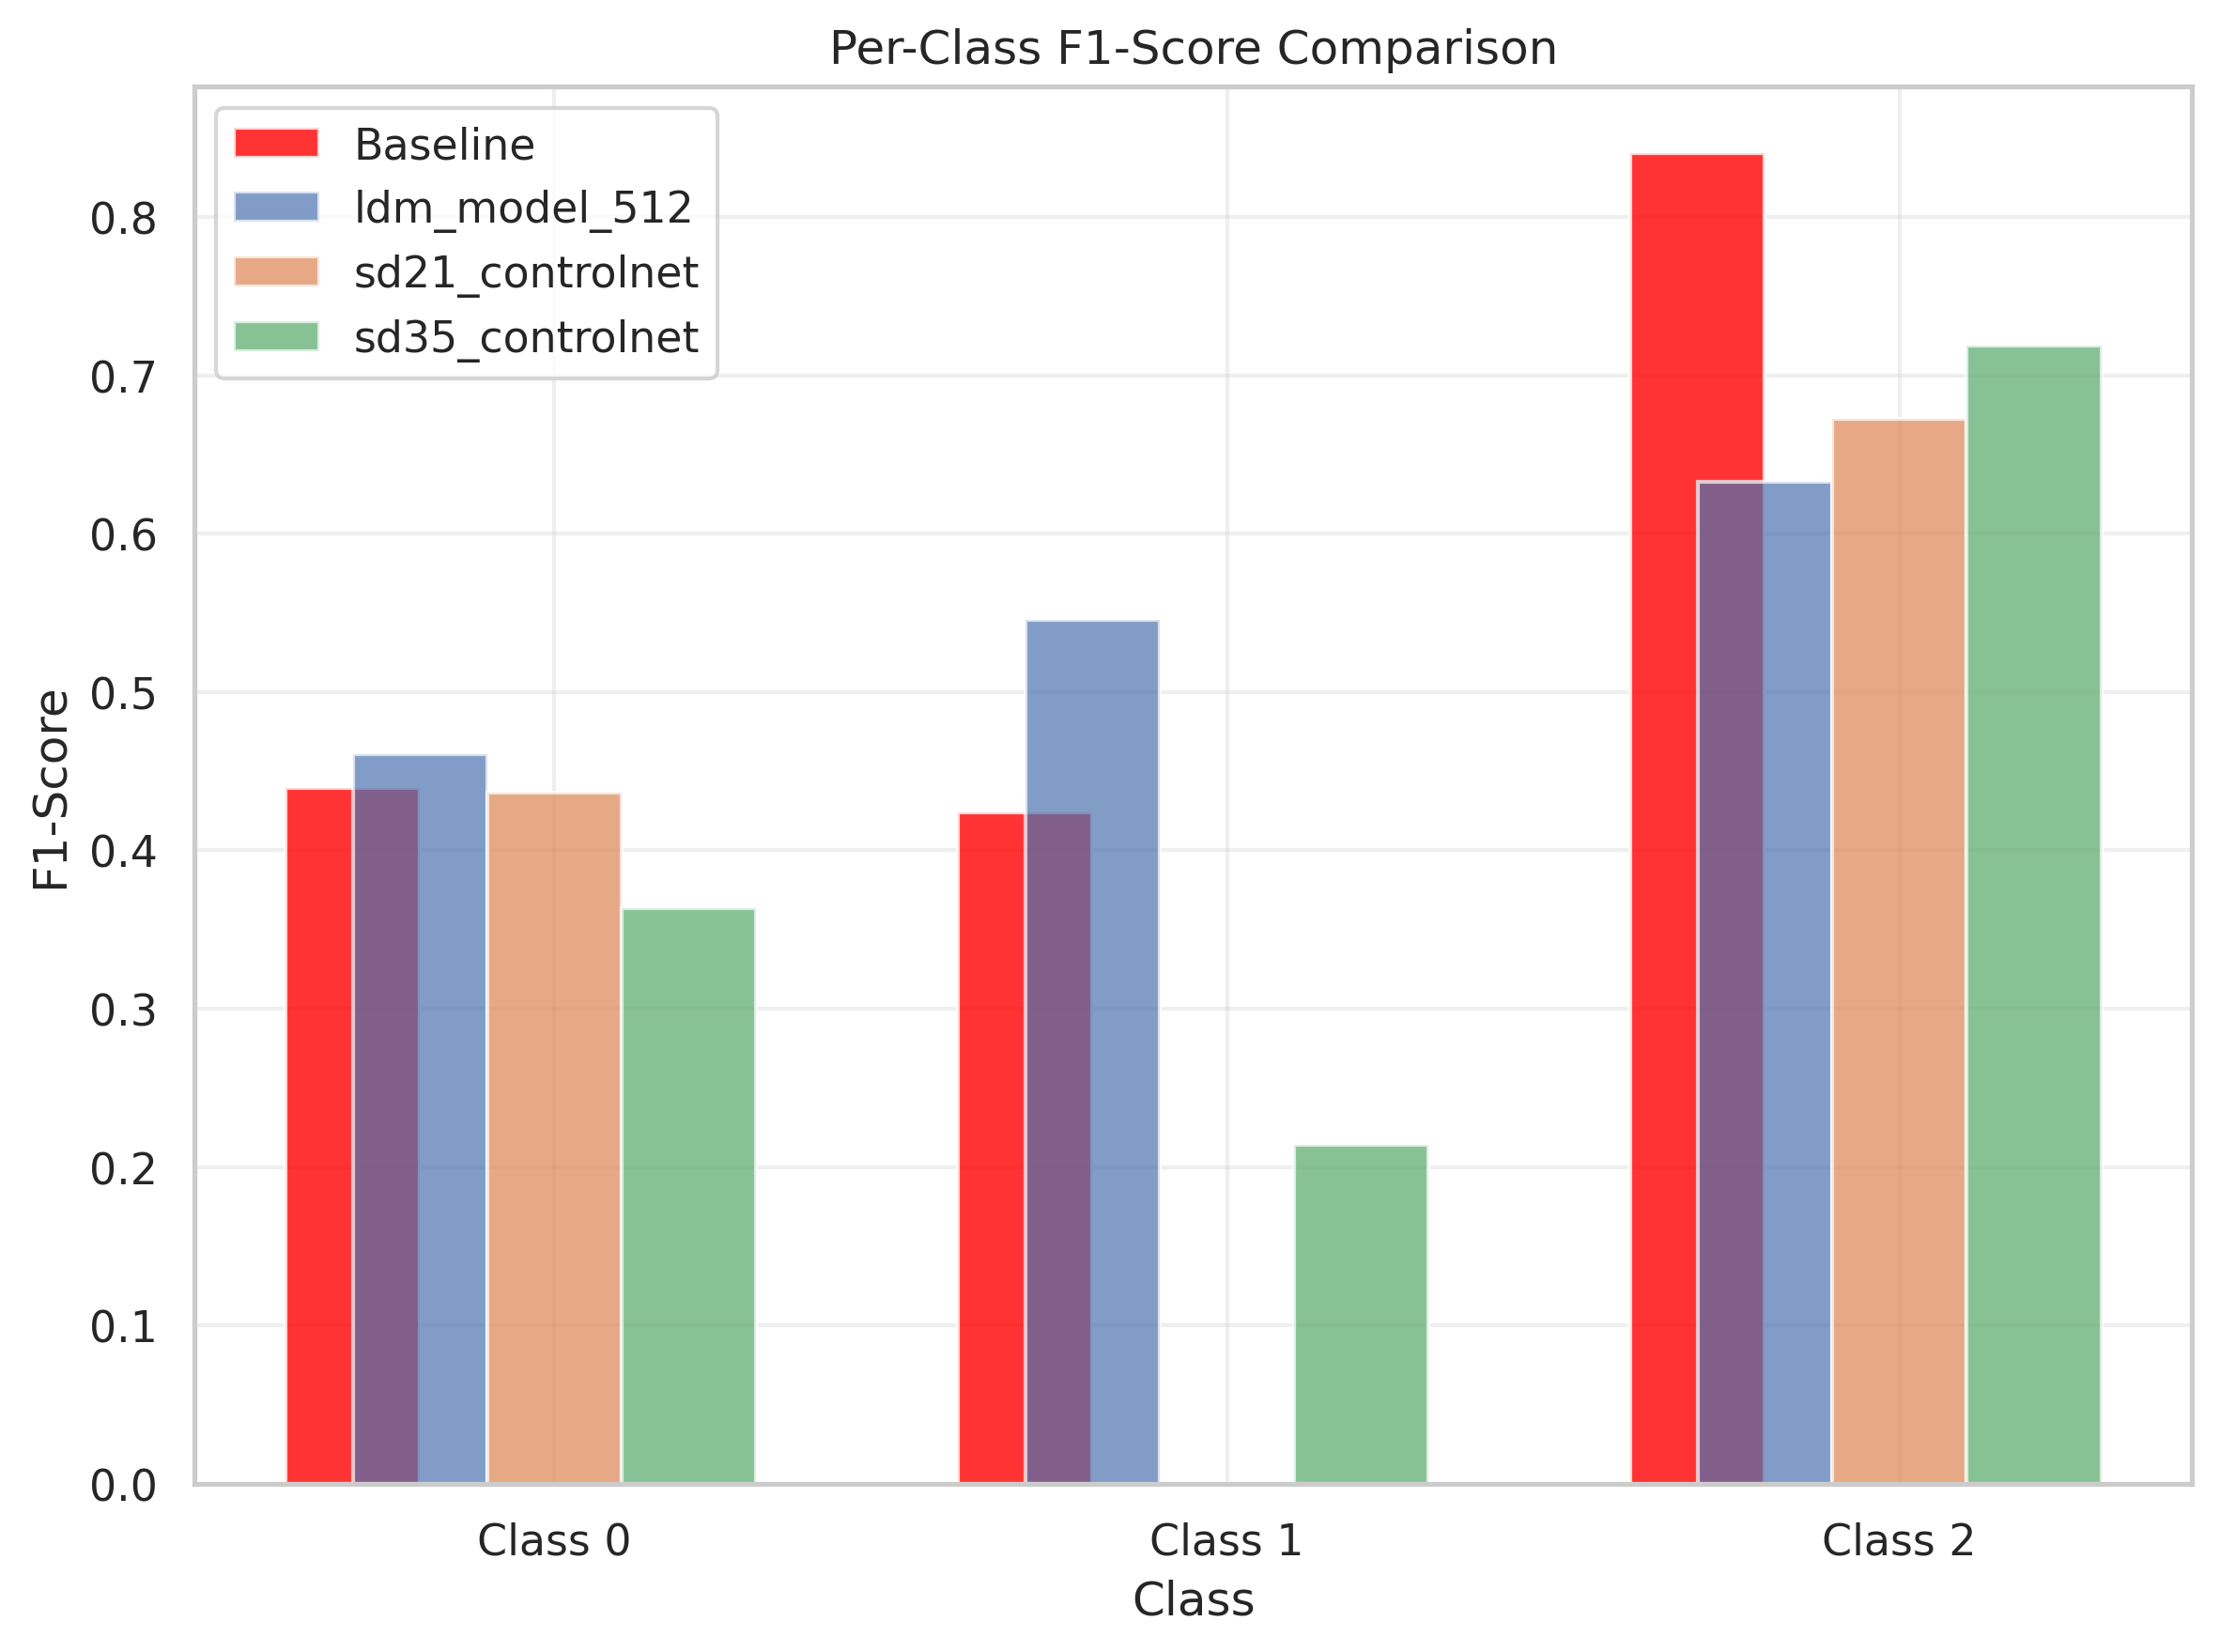 Per-Class F1-Score Comparison
Baseline
ldm_model_512
sd21_controlnet
sd35_controlnet
F1-Score
0.8
0.7
0.6
0.5
0.4
0.3
0.2
0.1
0.0
Class 0
Class 1
Class 2
Class